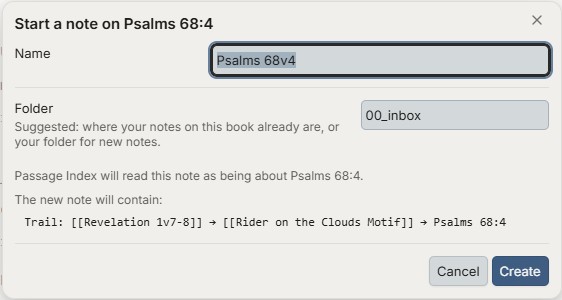 Start a note on Psalms 68:4
Name
Psalms 68v4
Folder
00_inbox
Suggested: where your notes on this book already are, or
your folder for new notes.
Passage Index will read this note as being about Psalms 68:4.
The new note will contain:
Trail: [[Revelation 1v7-8]] → [[Rider on the Clouds Motif]] → Psalms 68:4
Cancel
Create